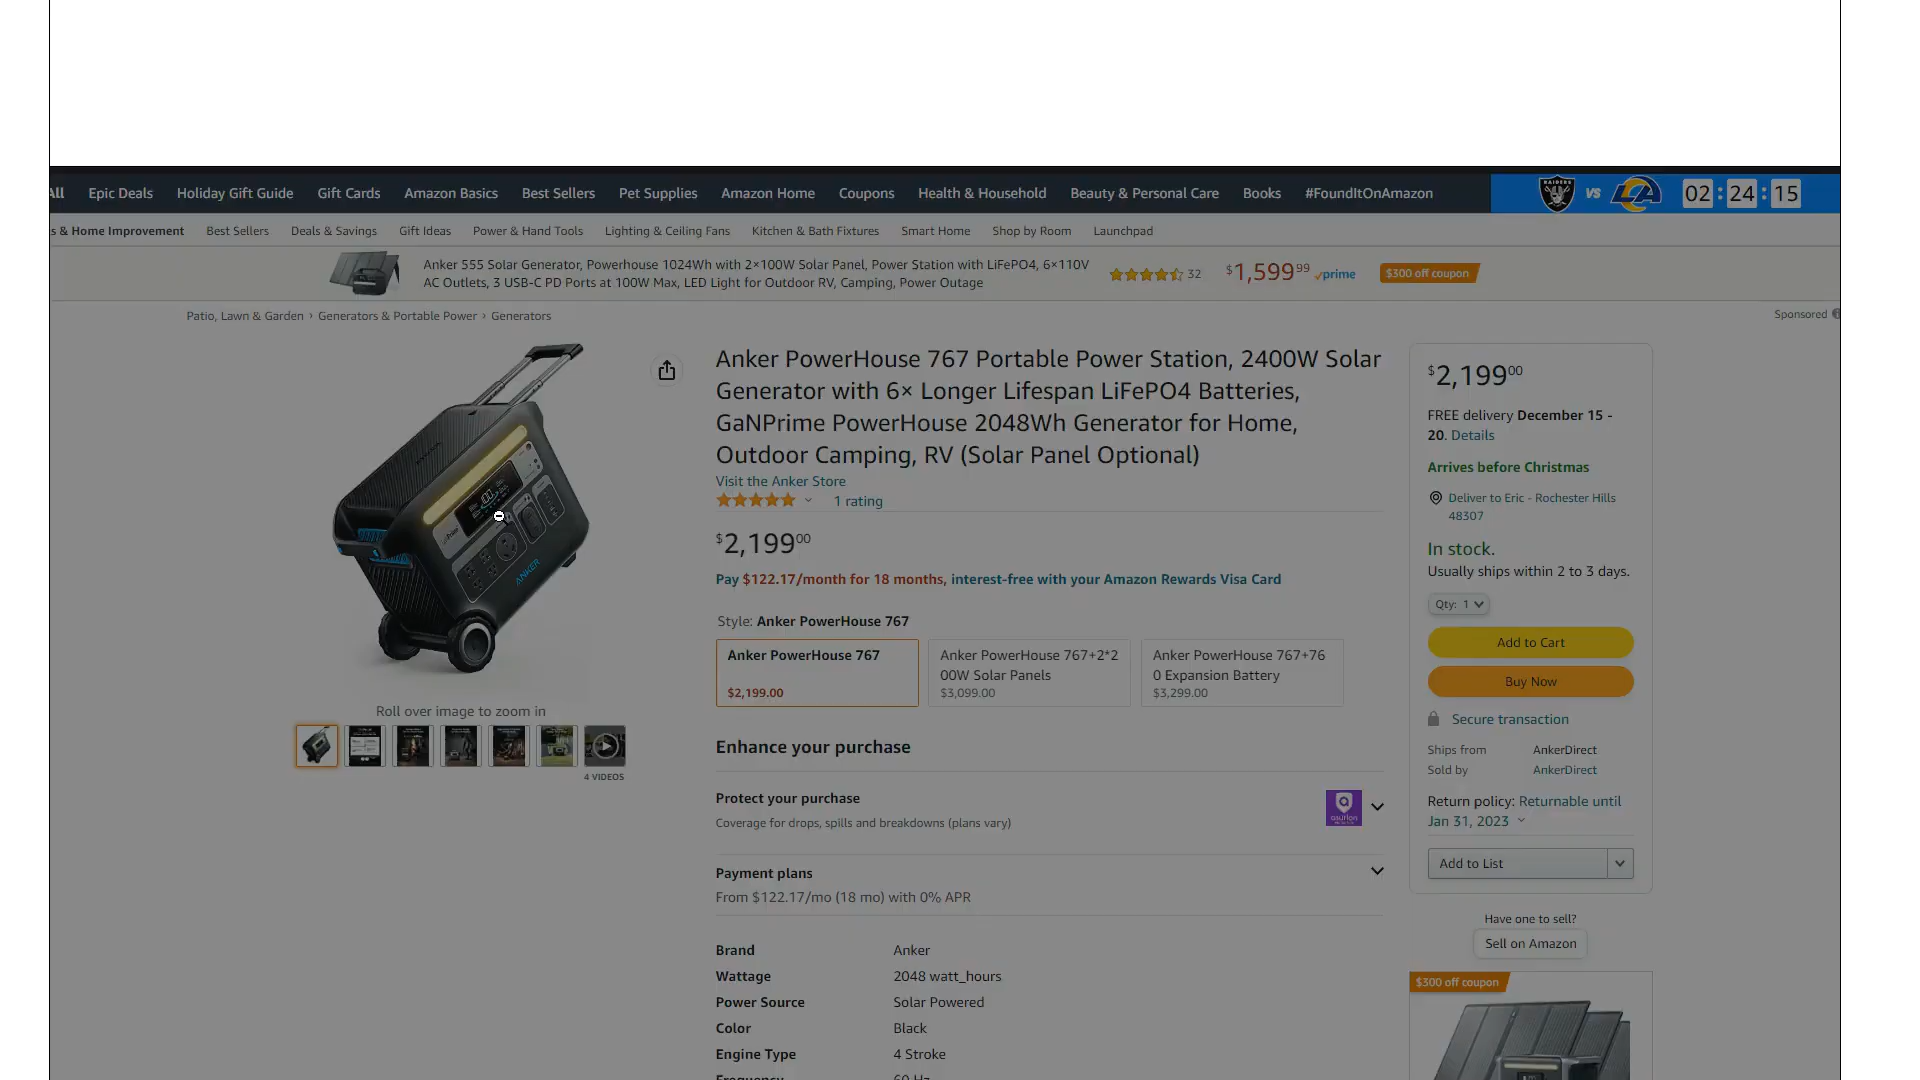 All Epic Deals Holiday Gift Guide Gift Cards Amazon Basics Best Sellers Pet Supplies Amazon Home Coupons Health & Household Beauty & Personal Care Books #FoundItOnAmazon RAIDERS VS LA 02:24:15
s & Home Improvement Best Sellers Deals & Savings Gift Ideas Power & Hand Tools Lighting & Ceiling Fans Kitchen & Bath Fixtures Smart Home Shop by Room Launchpad
Anker 555 Solar Generator, Powerhouse 1024Wh with 2×100W Solar Panel, Power Station with LiFePO4, 6×110V
AC Outlets, 3 USB-C PD Ports at 100W Max, LED Light for Outdoor RV, Camping, Power Outage
32 $1,599.99 prime $300 off coupon
Patio, Lawn & Garden › Generators & Portable Power › Generators
Sponsored
Anker PowerHouse 767 Portable Power Station, 2400W Solar
Generator with 6× Longer Lifespan LiFePO4 Batteries,
GaNPrime PowerHouse 2048Wh Generator for Home,
Outdoor Camping, RV (Solar Panel Optional)
Visit the Anker Store
1 rating
$2,199.00
Pay $122.17/month for 18 months, interest-free with your Amazon Rewards Visa Card
Style: Anker PowerHouse 767
Anker PowerHouse 767
$2,199.00
Anker PowerHouse 767+2*2
00W Solar Panels
$3,099.00
Anker PowerHouse 767+76
0 Expansion Battery
$3,299.00
ANKER
Roll over image to zoom in
4 VIDEOS
Enhance your purchase
Protect your purchase
Coverage for drops, spills and breakdowns (plans vary)
asurion
Payment plans
From $122.17/mo (18 mo) with 0% APR
Brand Anker
Wattage 2048 watt_hours
Power Source Solar Powered
Color Black
Engine Type 4 Stroke
Frequency 60 Hz
$2,199.00
FREE delivery December 15 -
20. Details
Arrives before Christmas
Deliver to Eric - Rochester Hills
48307
In stock.
Usually ships within 2 to 3 days.
Qty: 1
Add to Cart
Buy Now
Secure transaction
Ships from AnkerDirect
Sold by AnkerDirect
Return policy: Returnable until
Jan 31, 2023
Add to List
Have one to sell?
Sell on Amazon
$300 off coupon